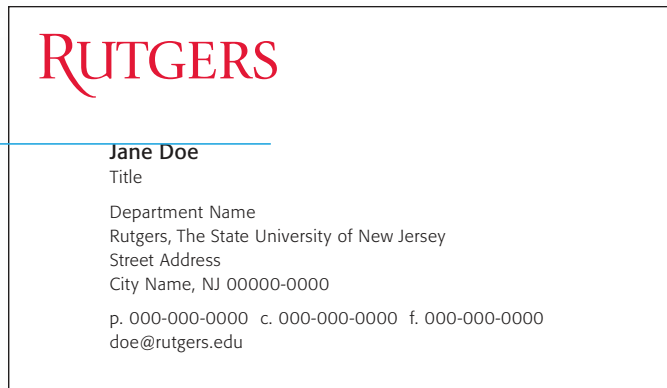 RUTGERS
Jane Doe
Title
Department Name
Rutgers, The State University of New Jersey
Street Address
City Name, NJ 00000-0000
p. 000-000-0000 c. 000-000-0000 f. 000-000-0000
doe@rutgers.edu